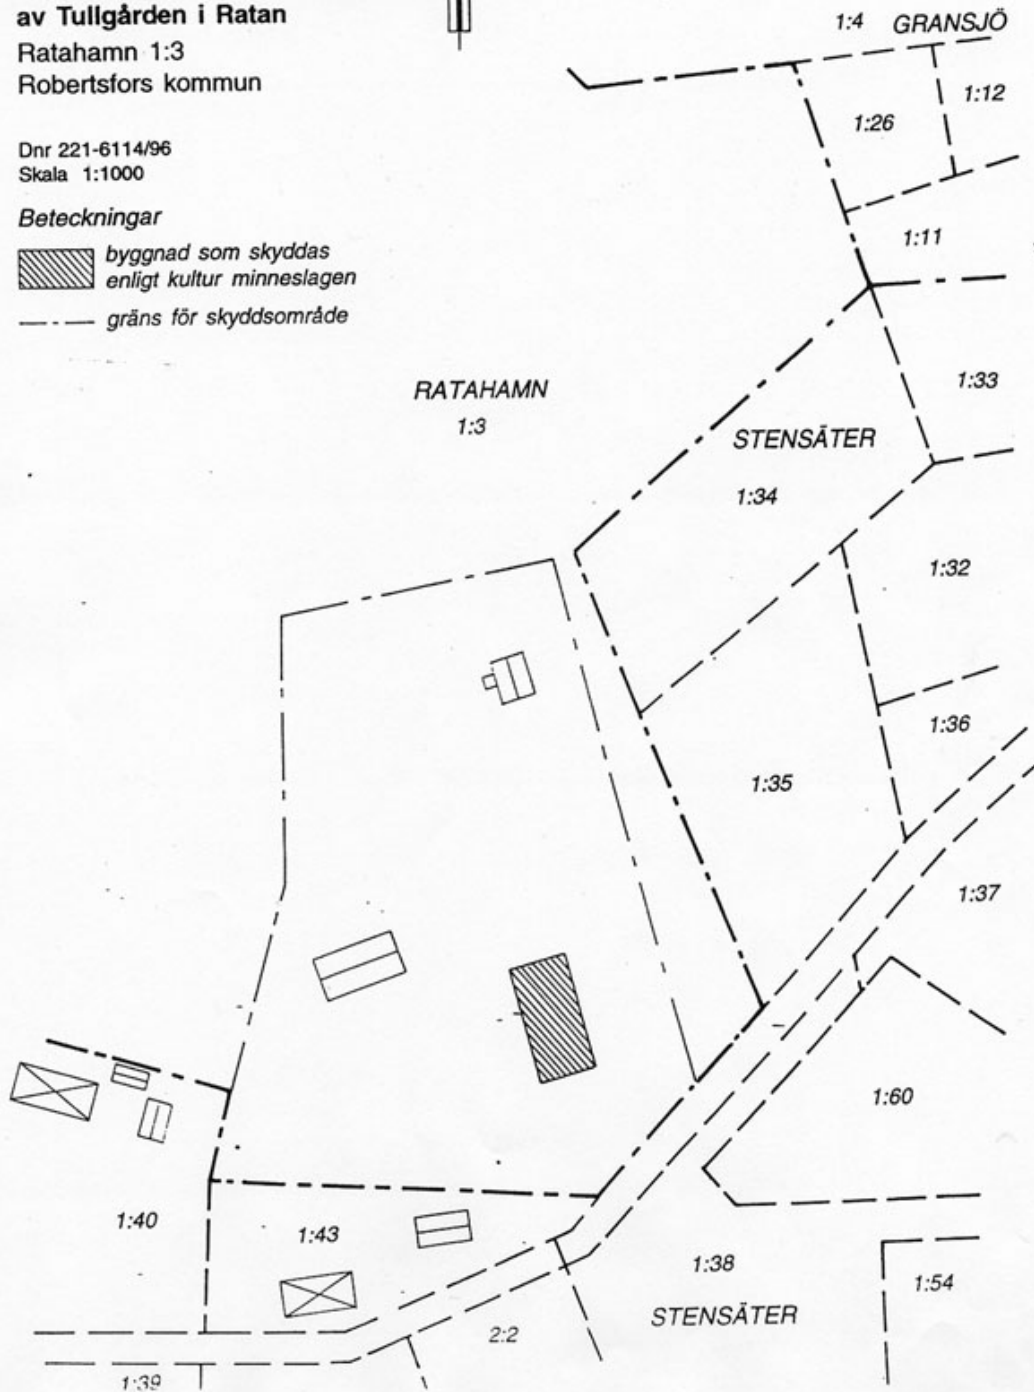 av Tullgården i Ratan
Ratahamn 1:3
Robertsfors kommun
Dnr 221-6114/96
Skala 1:1000
Beteckningar
byggnad som skyddas
enligt kultur minneslagen
gräns för skyddsområde
1:4 GRANSJÖ
1:12
1:26
1:11
1:33
RATAHAMN
1:3
STENSÄTER
1:34
1:32
1:36
1:35
1:37
1:60
1:40
1:43
1:38
1:54
STENSÄTER
2:2
1:39